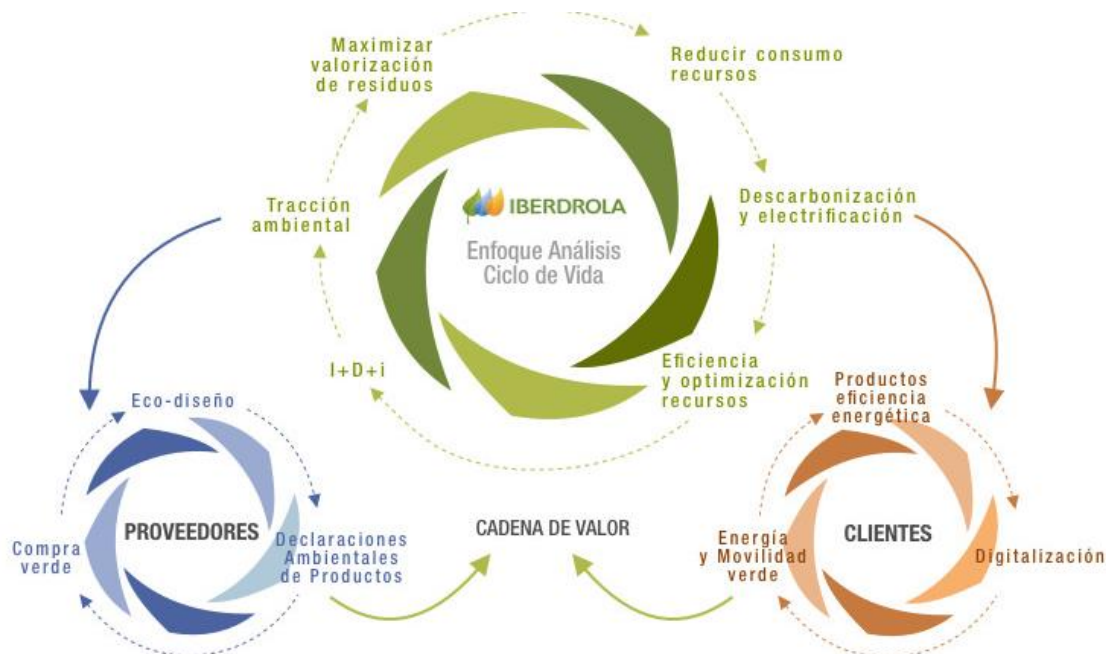 Maximizar
valorización
de residuos
Reducir consumo
recursos
Tracción
ambiental
IBERDROLA
Enfoque Análisis
Ciclo de Vida
Descarbonización
y electrificación
I+D+i
Eficiencia
y optimización
recursos
Eco-diseño
PROVEEDORES
Compra
verde
Declaraciones
Ambientales
de Productos
CADENA DE VALOR
Productos
eficiencia
energética
CLIENTES
Energía
y Movilidad
verde
Digitalización